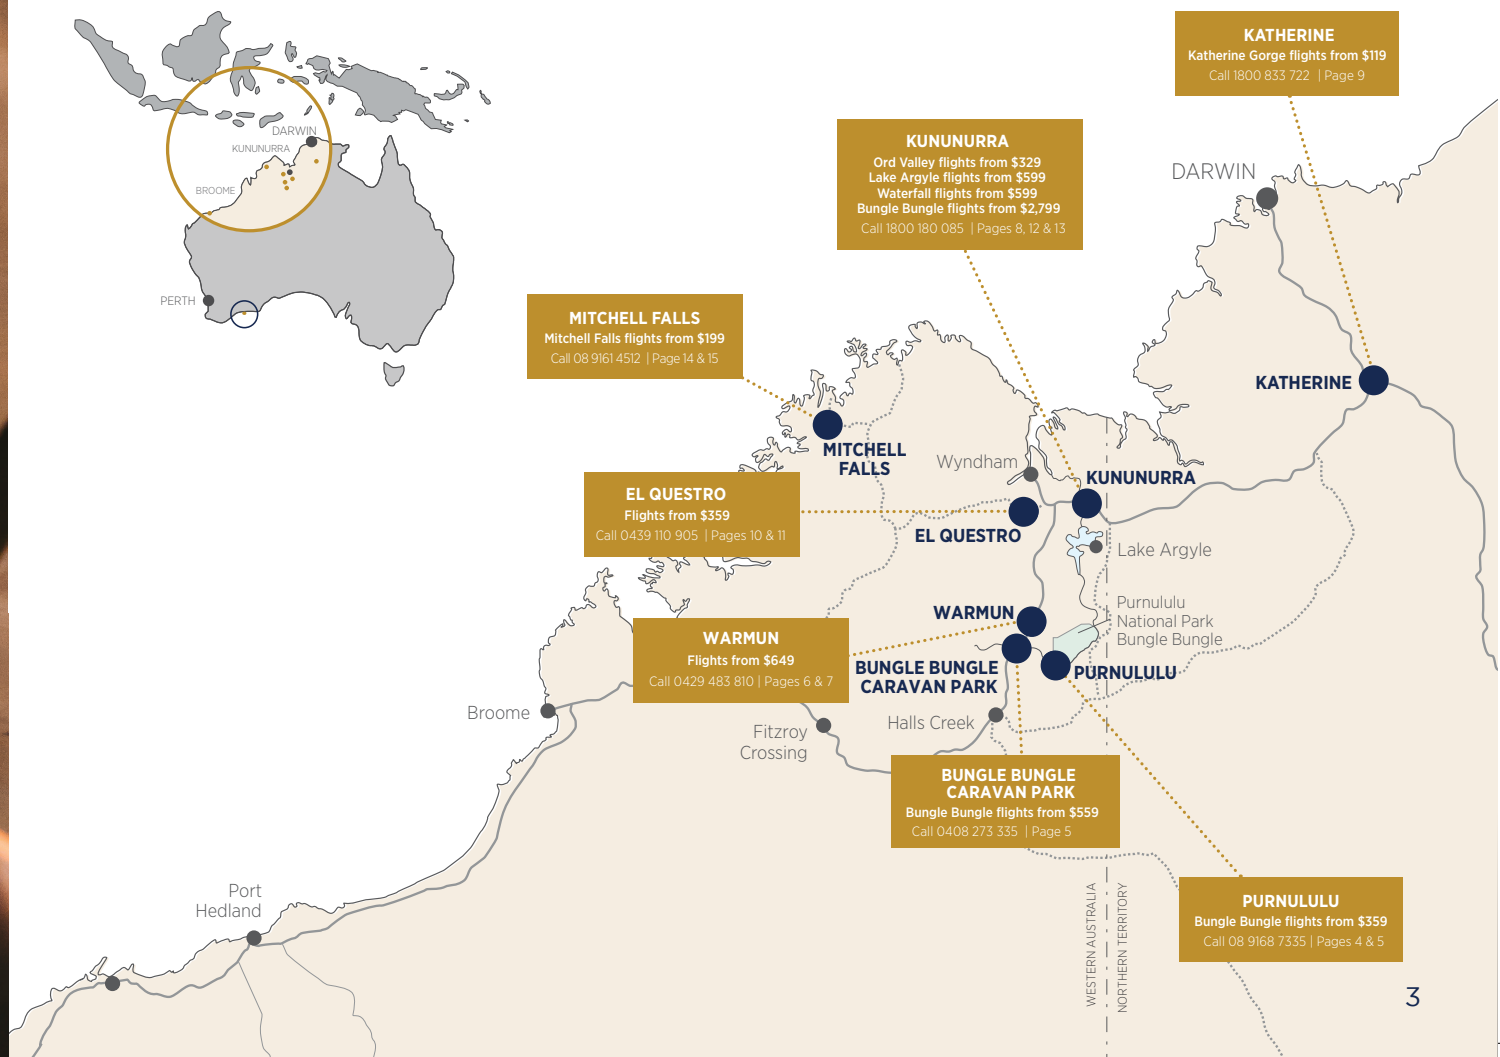 KATHERINE
Katherine Gorge flights from $119
Call 1800 833 722 | Page 9
DARWIN
KUNUNURRA
BROOME
PERTH
KUNUNURRA
Ord Valley flights from $329
Lake Argyle flights from $599
Waterfall flights from $599
Bungle Bungle flights from $2,799
Call 1800 180 085 | Pages 8, 12 & 13
DARWIN
MITCHELL FALLS
Mitchell Falls flights from $199
Call 08 9161 4512 | Page 14 & 15
KATHERINE
MITCHELL
FALLS
Wyndham
KUNUNURRA
EL QUESTRO
Flights from $359
Call 0439 110 905 | Pages 10 & 11
EL QUESTRO
Lake Argyle
WARMUN
Purnululu
National Park
Bungle Bungle
WARMUN
Flights from $649
Call 0429 483 810 | Pages 6 & 7
BUNGLE BUNGLE
CARAVAN PARK
PURNULULU
Broome
Fitzroy
Crossing
Halls Creek
BUNGLE BUNGLE
CARAVAN PARK
Bungle Bungle flights from $559
Call 0408 273 335 | Page 5
Port
Hedland
WESTERN AUSTRALIA
NORTHERN TERRITORY
PURNULULU
Bungle Bungle flights from $359
Call 08 9168 7335 | Pages 4 & 5
3